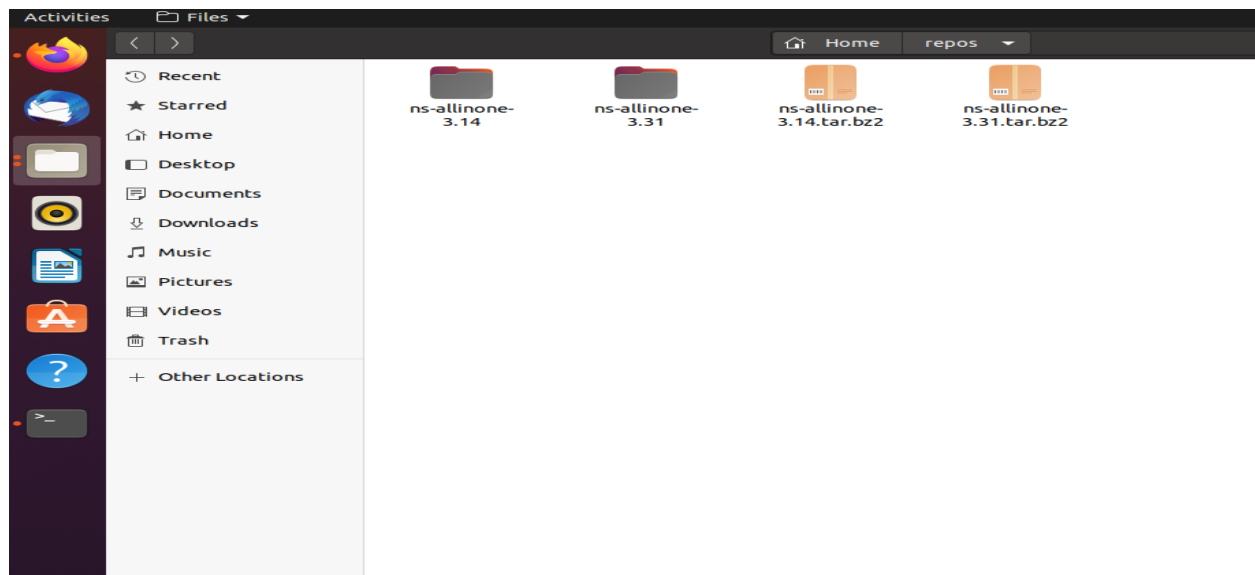 Activities
Files
Home
repos
Recent
Starred
Home
Desktop
Documents
Downloads
Music
Pictures
Videos
Trash
Other Locations
ns-allinone-
3.14
ns-allinone-
3.31
ns-allinone-
3.14.tar.bz2
ns-allinone-
3.31.tar.bz2